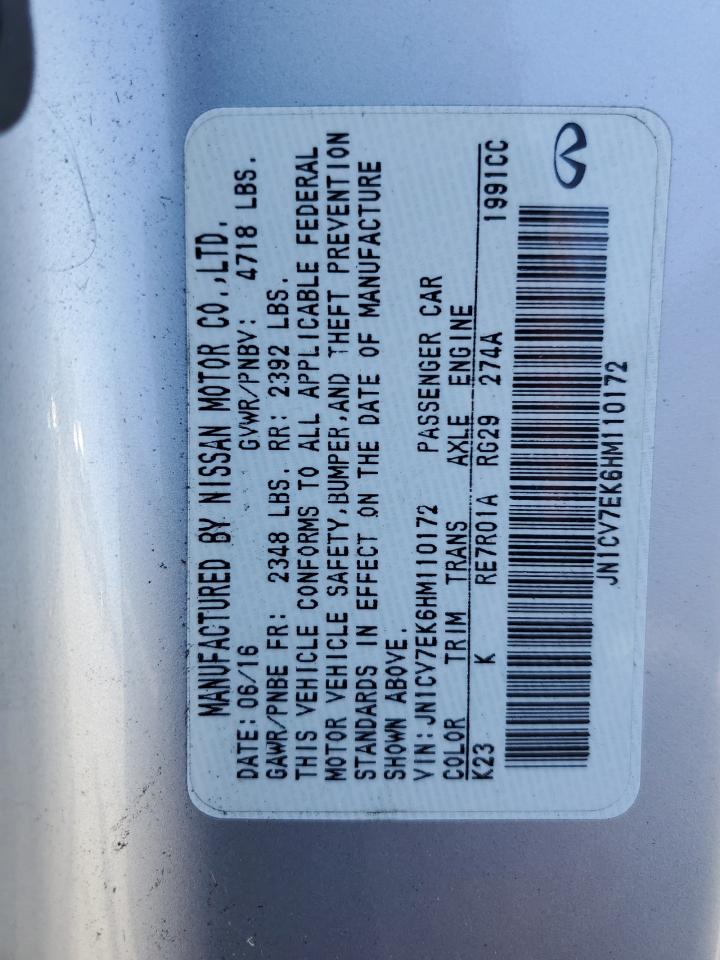 MANUFACTURED BY NISSAN MOTOR CO.,LTD.
DATE: 06/16 GVWR/PNBV: 4718 LBS.
GAWR/PNBE FR: 2348 LBS. RR: 2392 LBS.
THIS VEHICLE CONFORMS TO ALL APPLICABLE FEDERAL
MOTOR VEHICLE SAFETY,BUMPER,AND THEFT PREVENTION
STANDARDS IN EFFECT ON THE DATE OF MANUFACTURE
SHOWN ABOVE.
VIN: JN1CV7EK6HM110172 PASSENGER CAR
COLOR TRIM TRANS AXLE ENGINE
K23 K RE7R01A RG29 274A 1991CC
JN1CV7EK6HM110172